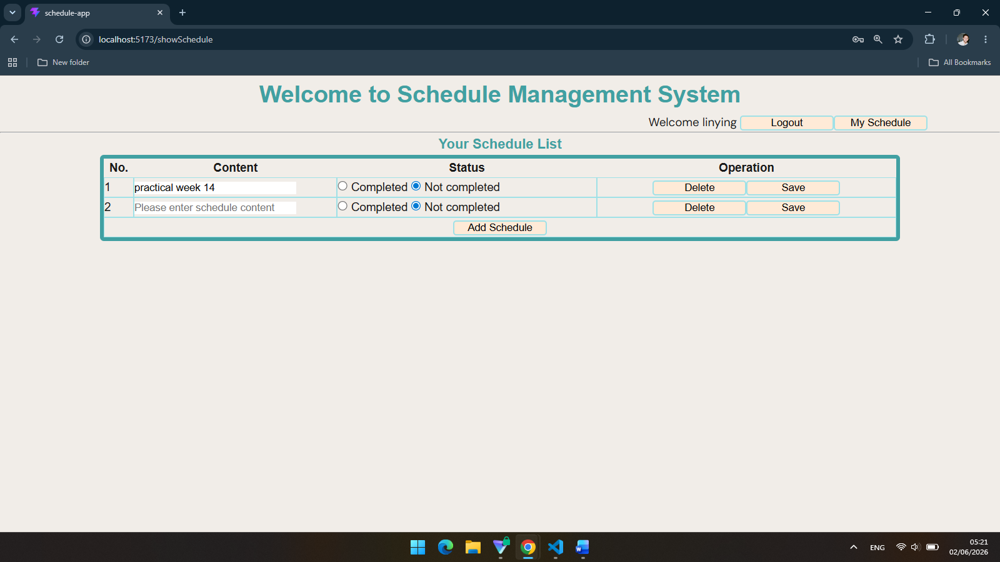 schedule-app
localhost:5173/showSchedule
New folder
All Bookmarks
Welcome to Schedule Management System
Welcome linying Logout My Schedule
Your Schedule List
No. Content Status Operation
1 practical week 14 Completed Not completed Delete Save
2 Please enter schedule content Completed Not completed Delete Save
Add Schedule
ENG
05:21
02/06/2026